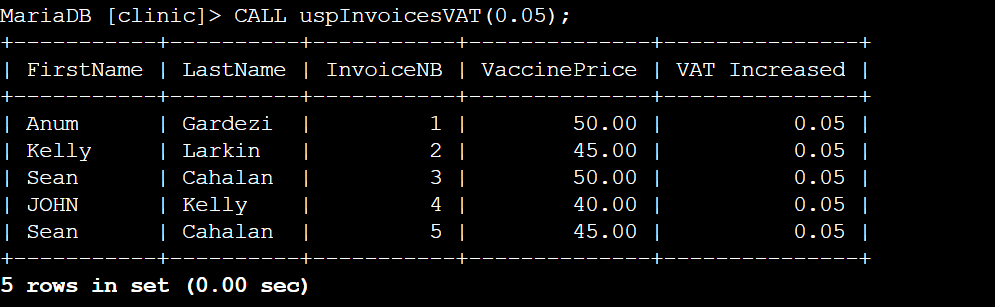 MariaDB [clinic]> CALL uspInvoicesVAT(0.05);
+-----------+----------+-----------+--------------+---------------+
| FirstName | LastName | InvoiceNB | VaccinePrice | VAT Increased |
+-----------+----------+-----------+--------------+---------------+
| Anum      | Gardezi  |         1 |        50.00 |          0.05 |
| Kelly     | Larkin   |         2 |        45.00 |          0.05 |
| Sean      | Cahalan  |         3 |        50.00 |          0.05 |
| JOHN      | Kelly    |         4 |        40.00 |          0.05 |
| Sean      | Cahalan  |         5 |        45.00 |          0.05 |
+-----------+----------+-----------+--------------+---------------+
5 rows in set (0.00 sec)